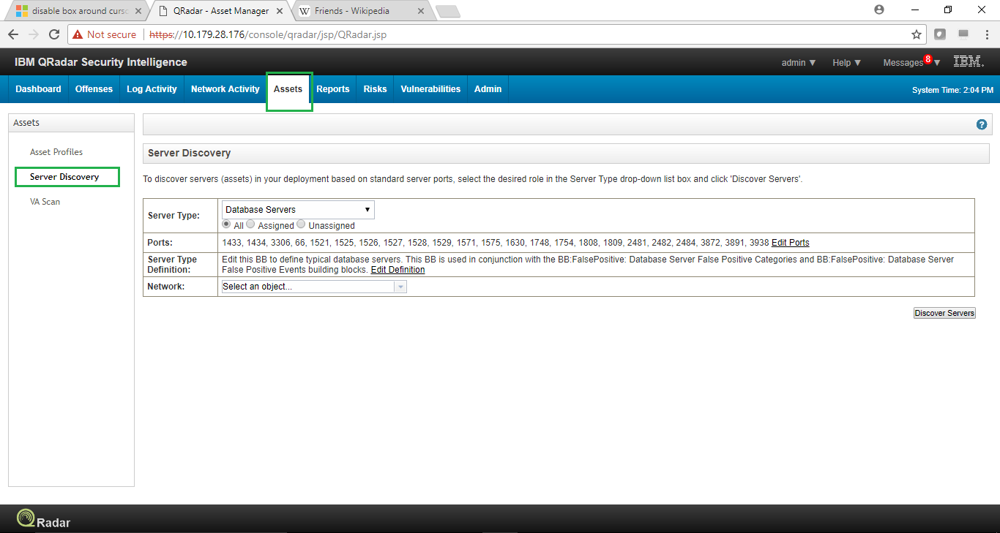 disable box around curso
QRadar - Asset Manager
Friends - Wikipedia
Not secure
https://10.179.28.176/console/qradar/jsp/QRadar.jsp
IBM QRadar Security Intelligence
admin ▼ Help ▼ Messages 8 ▼ IBM.
Dashboard Offenses Log Activity Network Activity Assets Reports Risks Vulnerabilities Admin
System Time: 2:04 PM
Assets
Asset Profiles
Server Discovery
VA Scan
?
Server Discovery
To discover servers (assets) in your deployment based on standard server ports, select the desired role in the Server Type drop-down list box and click 'Discover Servers'.
Server Type:
Database Servers
All Assigned Unassigned
Ports:
1433, 1434, 3306, 66, 1521, 1525, 1526, 1527, 1528, 1529, 1571, 1575, 1630, 1748, 1754, 1808, 1809, 2481, 2482, 2484, 3872, 3891, 3938 Edit Ports
Server Type
Definition:
Edit this BB to define typical database servers. This BB is used in conjunction with the BB:FalsePositive: Database Server False Positive Categories and BB:FalsePositive: Database Server
False Positive Events building blocks. Edit Definition
Network:
Select an object...
Discover Servers
QRadar